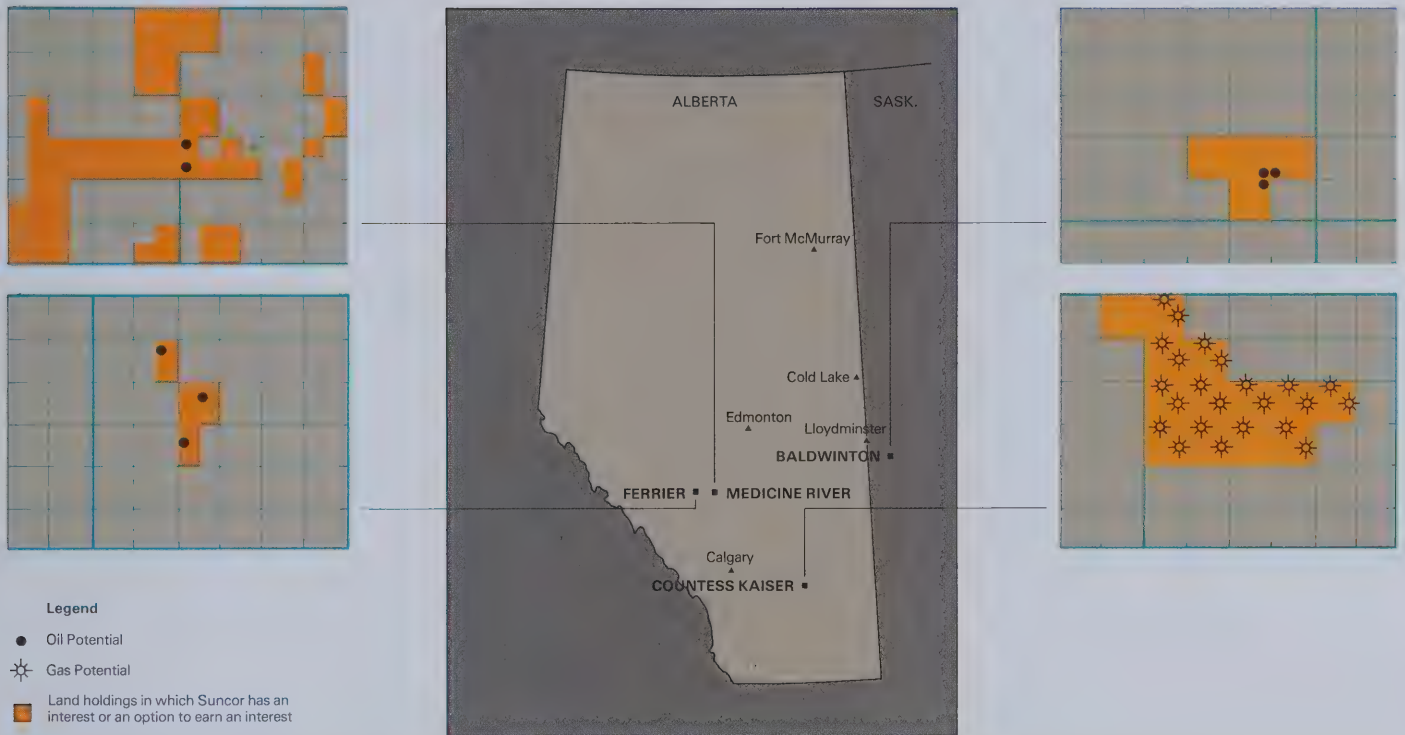 ALBERTA
SASK.
Fort McMurray
Cold Lake
Edmonton
Lloydminster
BALDWINTON
FERRIER
MEDICINE RIVER
Calgary
COUNTESS KAISER
Legend
Oil Potential
Gas Potential
Land holdings in which Suncor has an
interest or an option to earn an interest